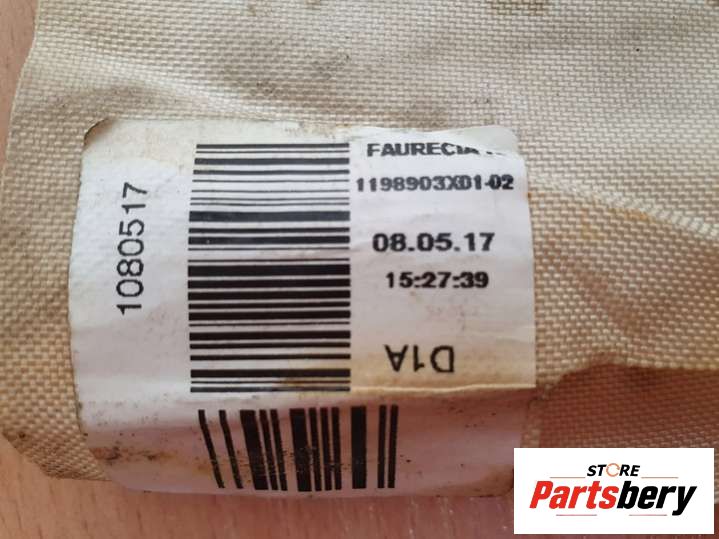 FAURECIA
1198903X01-02
08.05.17
15:27:39
D1A
1080517
STORE
Partsbery